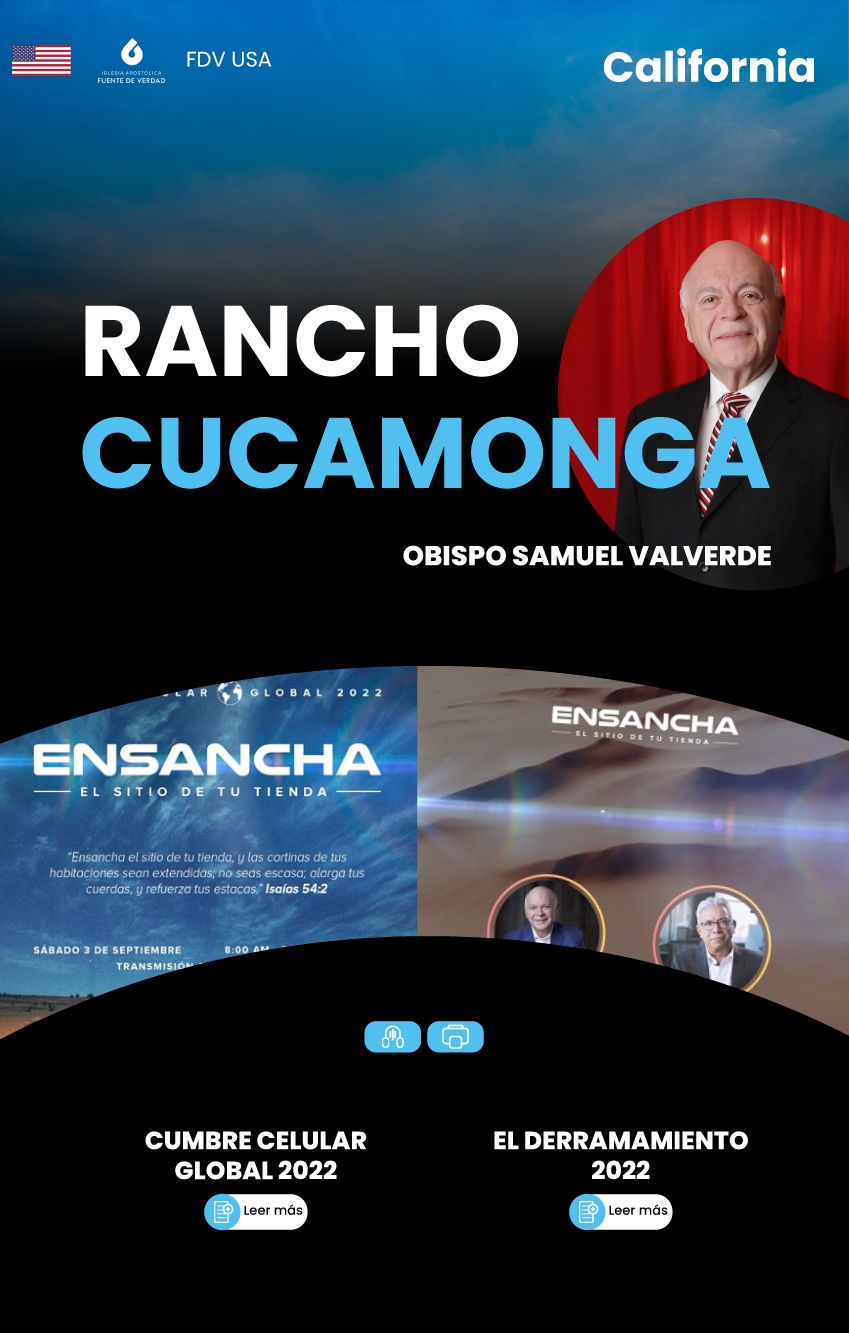 IGLESIA APOSTÓLICA
FUENTE DE VERDAD
FDV USA
California
RANCHO
CUCAMONGA
OBISPO SAMUEL VALVERDE
GLOBAL 2022
ENSANCHA
EL SITIO DE TU TIENDA
"Ensancha el sitio de tu tienda, y las cortinas de tus
habitaciones sean extendidas; no seas escasa; alarga tus
cuerdas, y refuerza tus estacas." Isaías 54:2
SÁBADO 3 DE SEPTIEMBRE 8:00 AM
TRANSMISIÓN
ENSANCHA
EL SITIO DE TU TIENDA
CUMBRE CELULAR
GLOBAL 2022
Leer más
EL DERRAMAMIENTO
2022
Leer más